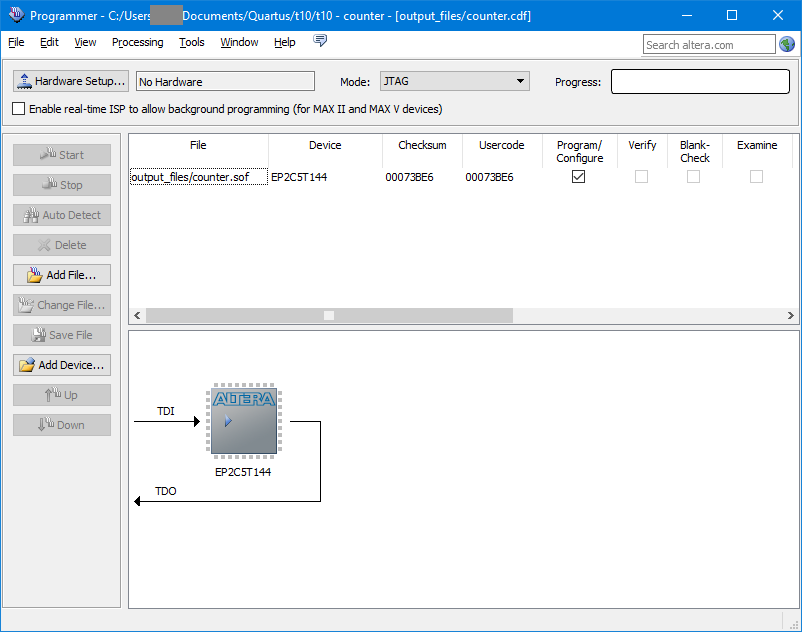 Programmer - C:/Users Documents/Quartus/t10/t10 - counter - [output_files/counter.cdf]
File Edit View Processing Tools Window Help
Search altera.com
Hardware Setup... No Hardware Mode: JTAG Progress:
Enable real-time ISP to allow background programming (for MAX II and MAX V devices)
Start
Stop
Auto Detect
Delete
Add File...
Change File...
Save File
Add Device...
Up
Down
File Device Checksum Usercode Program/ Verify Blank- Examine
Configure Check
output_files/counter.sof EP2C5T144 00073BE6 00073BE6
ALTERA
TDI
EP2C5T144
TDO